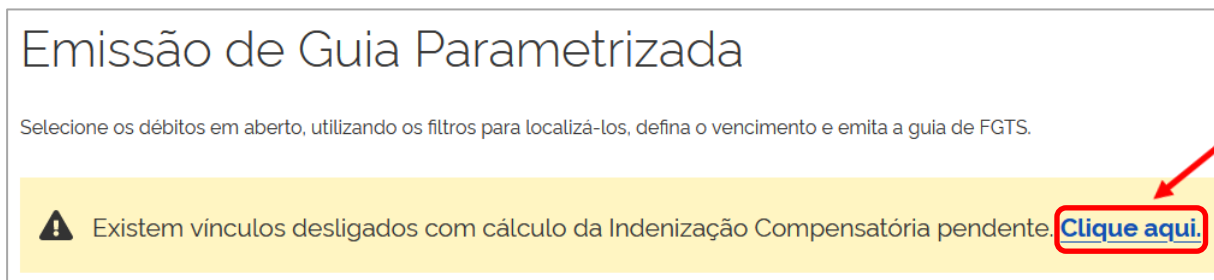 Emissão de Guia Parametrizada
Selecione os débitos em aberto, utilizando os filtros para localizá-los, defina o vencimento e emita a guia de FGTS.
Existem vínculos desligados com cálculo da Indenização Compensatória pendente. Clique aqui.